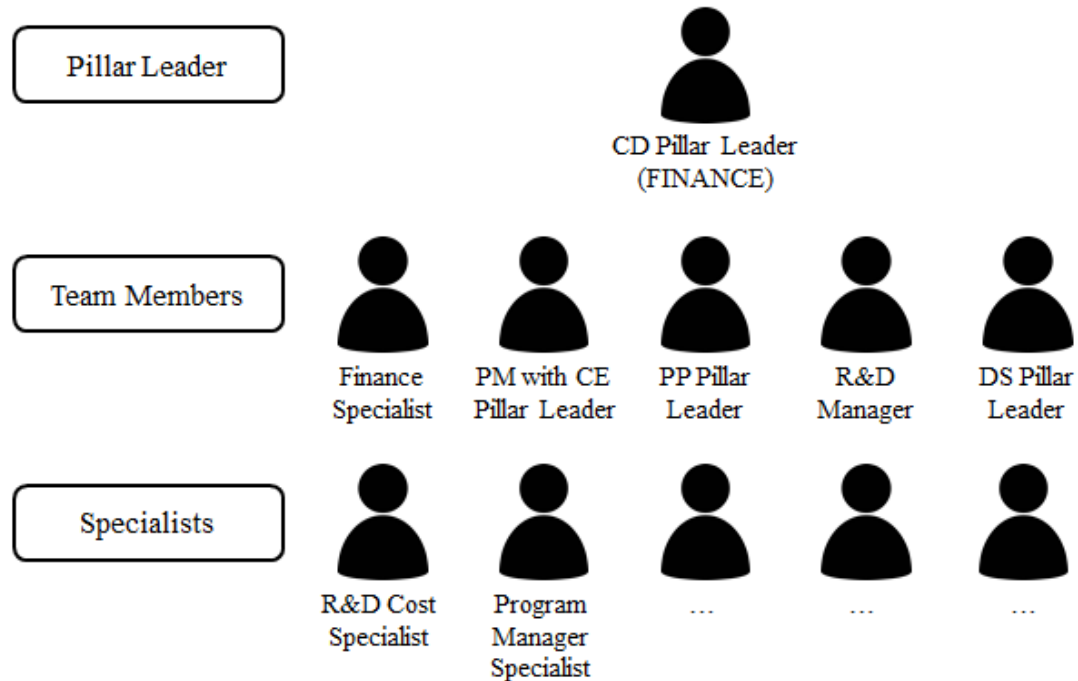 Pillar Leader
CD Pillar Leader
(FINANCE)
Team Members
Finance
Specialist
PM with CE
Pillar Leader
PP Pillar
Leader
R&D
Manager
DS Pillar
Leader
Specialists
R&D Cost
Specialist
Program
Manager
Specialist
...
...
...